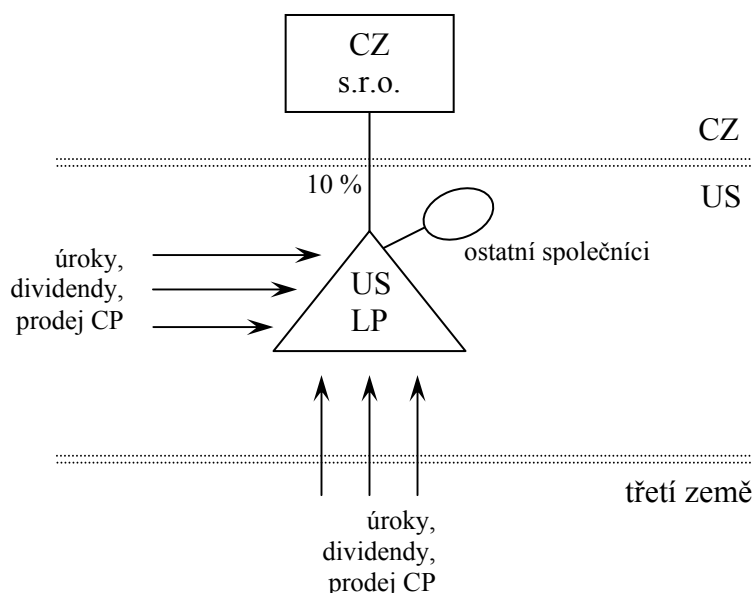 CZ
s.r.o.
CZ
10 %
US
ostatní společníci
úroky,
dividendy,
prodej CP
US
LP
třetí země
úroky,
dividendy,
prodej CP